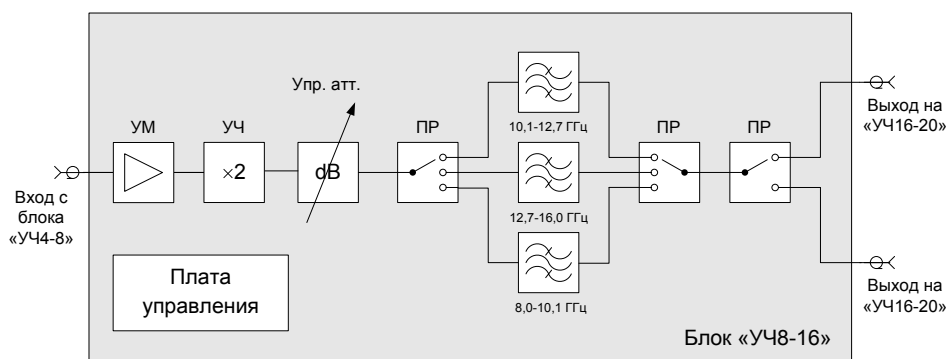 Упр. атт.
УМ
УЧ
ПР
ПР
ПР
×2
dB
10,1-12,7 ГГц
12,7-16,0 ГГц
8,0-10,1 ГГц
Вход с
блока
«УЧ4-8»
Выход на
«УЧ16-20»
Выход на
«УЧ16-20»
Плата
управления
Блок «УЧ8-16»